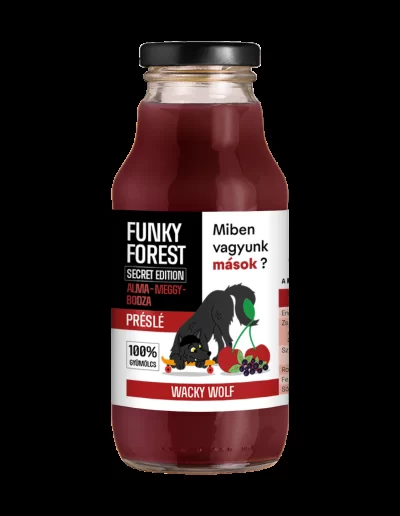 FUNKY
FOREST
SECRET EDITION
ALMA-MEGGY-
BODZA
PRÉSLÉ
100%
GYÜMÖLCS
Miben
vagyunk
mások ?
WACKY WOLF